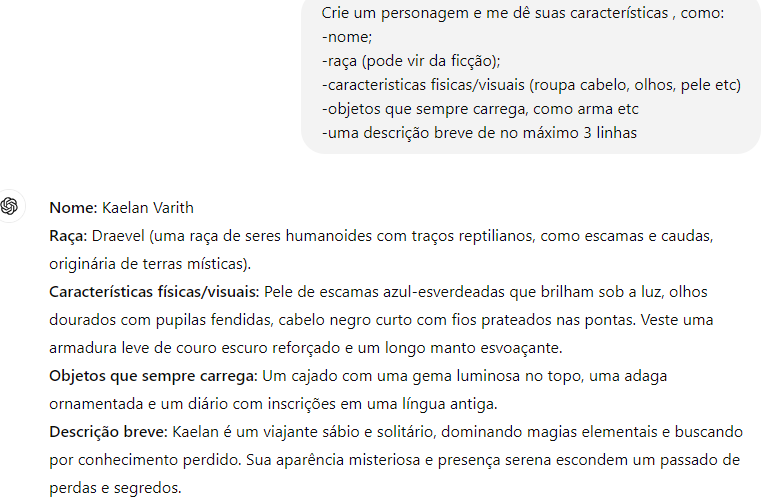 Crie um personagem e me dê suas características , como:
-nome;
-raça (pode vir da ficção);
-caracteristicas fisicas/visuais (roupa cabelo, olhos, pele etc)
-objetos que sempre carrega, como arma etc
-uma descrição breve de no máximo 3 linhas
Nome: Kaelan Varith
Raça: Draevel (uma raça de seres humanoides com traços reptilianos, como escamas e caudas,
originária de terras místicas).
Características físicas/visuais: Pele de escamas azul-esverdeadas que brilham sob a luz, olhos
dourados com pupilas fendidas, cabelo negro curto com fios prateados nas pontas. Veste uma
armadura leve de couro escuro reforçado e um longo manto esvoaçante.
Objetos que sempre carrega: Um cajado com uma gema luminosa no topo, uma adaga
ornamentada e um diário com inscrições em uma língua antiga.
Descrição breve: Kaelan é um viajante sábio e solitário, dominando magias elementais e buscando
por conhecimento perdido. Sua aparência misteriosa e presença serena escondem um passado de
perdas e segredos.